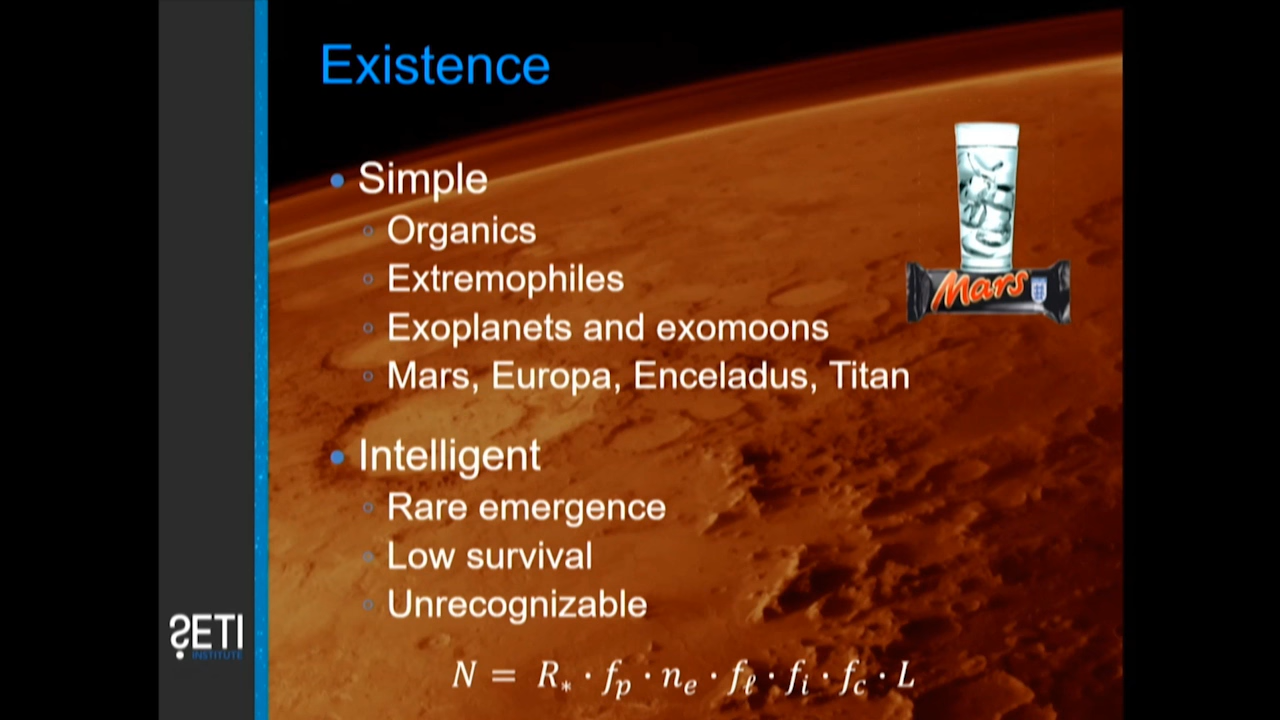 Existence
• Simple
◦ Organics
◦ Extremophiles
◦ Exoplanets and exomoons
◦ Mars, Europa, Enceladus, Titan
Mars
• Intelligent
◦ Rare emergence
◦ Low survival
◦ Unrecognizable
N = R* · fp · ne · fℓ · fi · fc · L
SETI
INSTITUTE